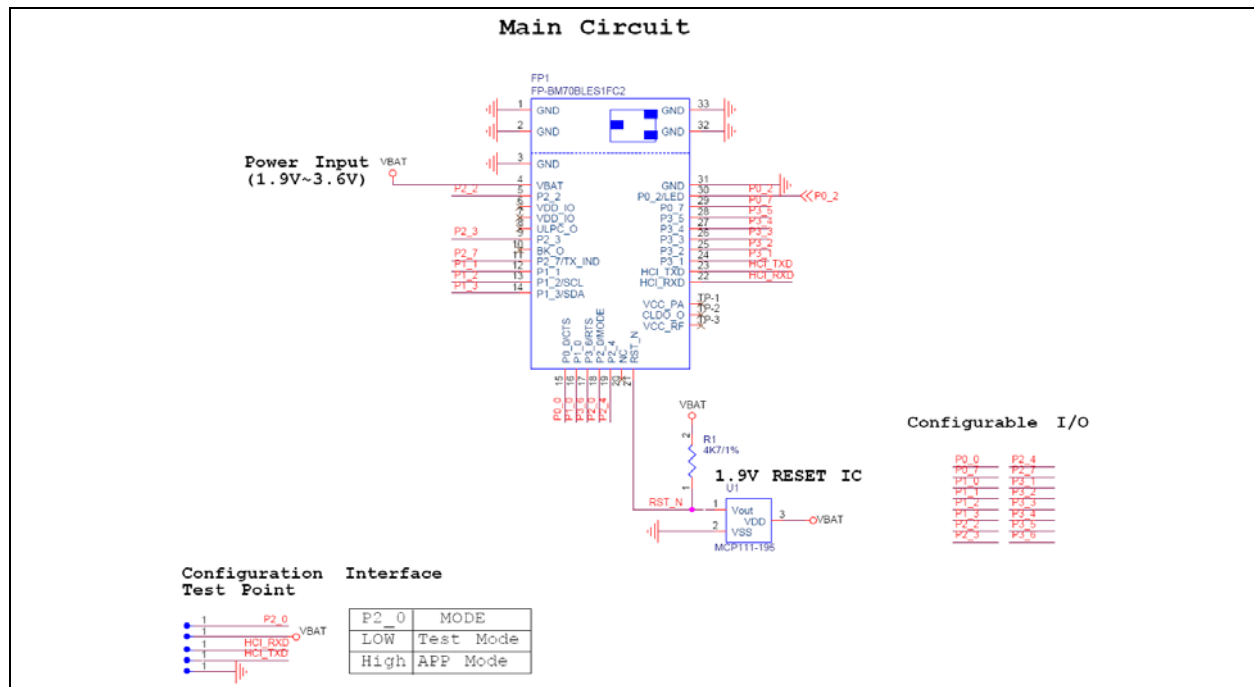 Main Circuit
FP1
FP-BM70BLES1FC2
1 GND
2 GND
3 GND
GND 33
GND 32
Power Input
(1.9V~3.6V)
VBAT
4 VBAT
P2_2 5 P2_2
6 VDD_IO
7 VDD_IO
8 ULPC_O
P2_3 9 P2_3
10 BK_O
P2_7 11 P2_7/TX_IND
P1_1 12 P1_1
P1_2 13 P1_2/SCL
P1_3 14 P1_3/SDA
GND 31
P0_2/LED 30 P0_2 P0_2
P0_7 29 P0_7
P3_5 28 P3_5
P3_4 27 P3_4
P3_3 26 P3_3
P3_2 25 P3_2
P3_1 24 P3_1
HCI_TXD 23 HCI_TXD
HCI_RXD 22 HCI_RXD
VCC_PA TP-1
CLDO_O TP-2
VCC_RF TP-3
P0_0/CTS 15 P0_0
P1_0 16 P1_0
P3_6/RTS 17 P3_6
P2_0/MODE 18 P2_0
P2_4 19 P2_4
NC 20
RST_N 21
VBAT
2
R1
4K7/1%
1
1.9V RESET IC
U1
RST_N
1 Vout
VDD 3 VBAT
2 VSS
MCP111-195
Configurable I/O
P0_0 P2_4
P0_7 P2_7
P1_0 P3_1
P1_1 P3_2
P1_2 P3_3
P1_3 P3_4
P2_2 P3_5
P2_3 P3_6
Configuration Interface
Test Point
1 P2_0
1 VBAT
1 HCI_RXD
1 HCI_TXD
1
P2_0 MODE
LOW Test Mode
High APP Mode